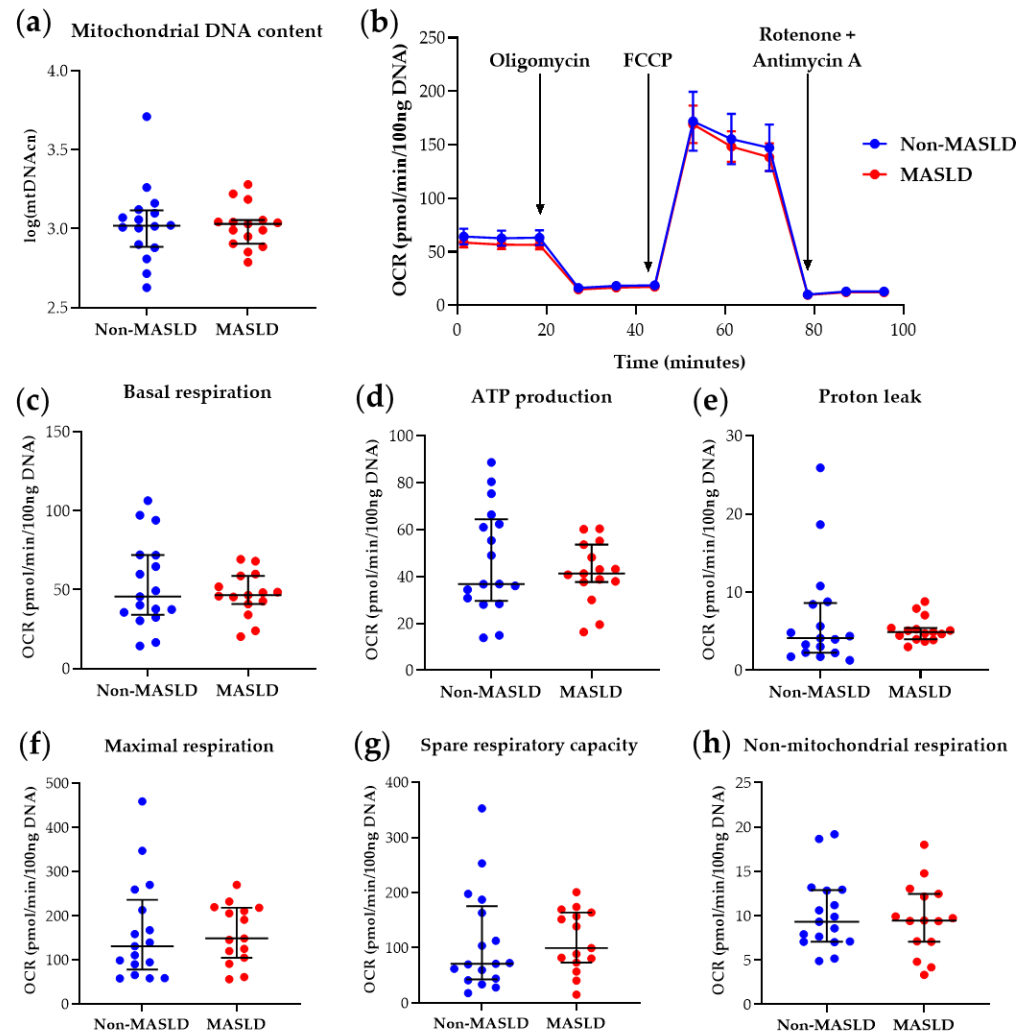 (a)
Mitochondrial DNA content
log(mtDNAcn)
4.0
3.5
3.0
2.5
Non-MASLD MASLD
(b)
OCR (pmol/min/100ng DNA)
250
200
150
100
50
0
0 20 40 60 80 100
Time (minutes)
Oligomycin
FCCP
Rotenone +
Antimycin A
Non-MASLD
MASLD
(c)
Basal respiration
OCR (pmol/min/100ng DNA)
150
100
50
0
Non-MASLD MASLD
(d)
ATP production
OCR (pmol/min/100ng DNA)
100
80
60
40
20
0
Non-MASLD MASLD
(e)
Proton leak
OCR (pmol/min/100ng DNA)
30
20
10
0
Non-MASLD MASLD
(f)
Maximal respiration
OCR (pmol/min/100ng DNA)
500
400
300
200
100
0
Non-MASLD MASLD
(g)
Spare respiratory capacity
OCR (pmol/min/100ng DNA)
400
300
200
100
0
Non-MASLD MASLD
(h)
Non-mitochondrial respiration
OCR (pmol/min/100ng DNA)
25
20
15
10
5
0
Non-MASLD MASLD